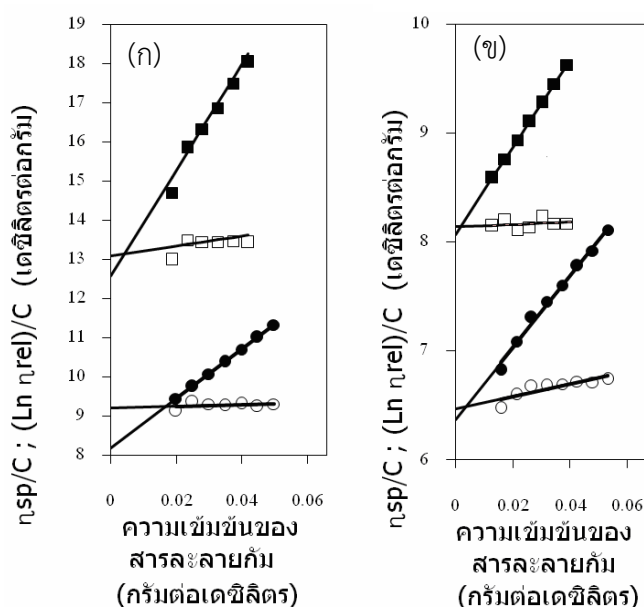 (ก)
19
18
17
16
15
14
13
12
11
10
9
8
0
0.02
0.04
0.06
ηsp/C ; (Ln ηrel)/C (เดซิลิตรต่อกรัม)
ความเข้มข้นของ
สารละลายกัม
(กรัมต่อเดซิลิตร)
(ข)
10
9
8
7
6
0
0.02
0.04
0.06
ηsp/C ; (Ln ηrel)/C (เดซิลิตรต่อกรัม)
ความเข้มข้นของ
สารละลายกัม
(กรัมต่อเดซิลิตร)